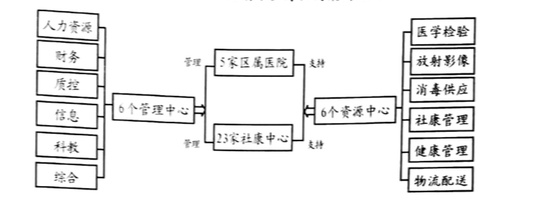 人力资源
财务
质控
信息
科教
综合
6个管理中心
管理
管理
5家区属医院
23家社康中心
支持
支持
6个资源中心
医学检验
放射影像
消毒供应
社康管理
健康管理
物流配送